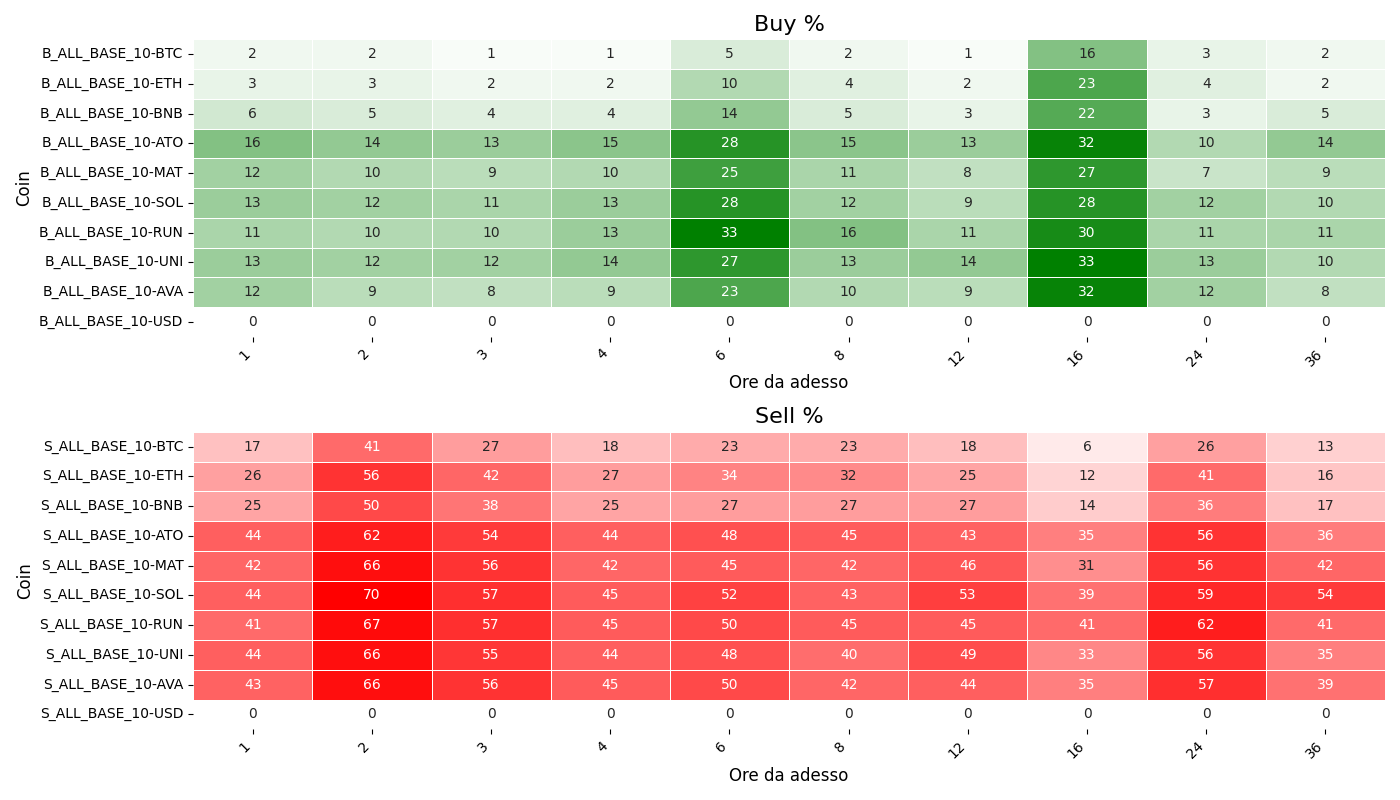 Buy %
Coin
B_ALL_BASE_10-BTC 2 2 1 1 5 2 1 16 3 2
B_ALL_BASE_10-ETH 3 3 2 2 10 4 2 23 4 2
B_ALL_BASE_10-BNB 6 5 4 4 14 5 3 22 3 5
B_ALL_BASE_10-ATO 16 14 13 15 28 15 13 32 10 14
B_ALL_BASE_10-MAT 12 10 9 10 25 11 8 27 7 9
B_ALL_BASE_10-SOL 13 12 11 13 28 12 9 28 12 10
B_ALL_BASE_10-RUN 11 10 10 13 33 16 11 30 11 11
B_ALL_BASE_10-UNI 13 12 12 14 27 13 14 33 13 10
B_ALL_BASE_10-AVA 12 9 8 9 23 10 9 32 12 8
B_ALL_BASE_10-USD 0 0 0 0 0 0 0 0 0 0
1 2 3 4 6 8 12 16 24 36
Ore da adesso
Sell %
Coin
S_ALL_BASE_10-BTC 17 41 27 18 23 23 18 6 26 13
S_ALL_BASE_10-ETH 26 56 42 27 34 32 25 12 41 16
S_ALL_BASE_10-BNB 25 50 38 25 27 27 27 14 36 17
S_ALL_BASE_10-ATO 44 62 54 44 48 45 43 35 56 36
S_ALL_BASE_10-MAT 42 66 56 42 45 42 46 31 56 42
S_ALL_BASE_10-SOL 44 70 57 45 52 43 53 39 59 54
S_ALL_BASE_10-RUN 41 67 57 45 50 45 45 41 62 41
S_ALL_BASE_10-UNI 44 66 55 44 48 40 49 33 56 35
S_ALL_BASE_10-AVA 43 66 56 45 50 42 44 35 57 39
S_ALL_BASE_10-USD 0 0 0 0 0 0 0 0 0 0
1 2 3 4 6 8 12 16 24 36
Ore da adesso